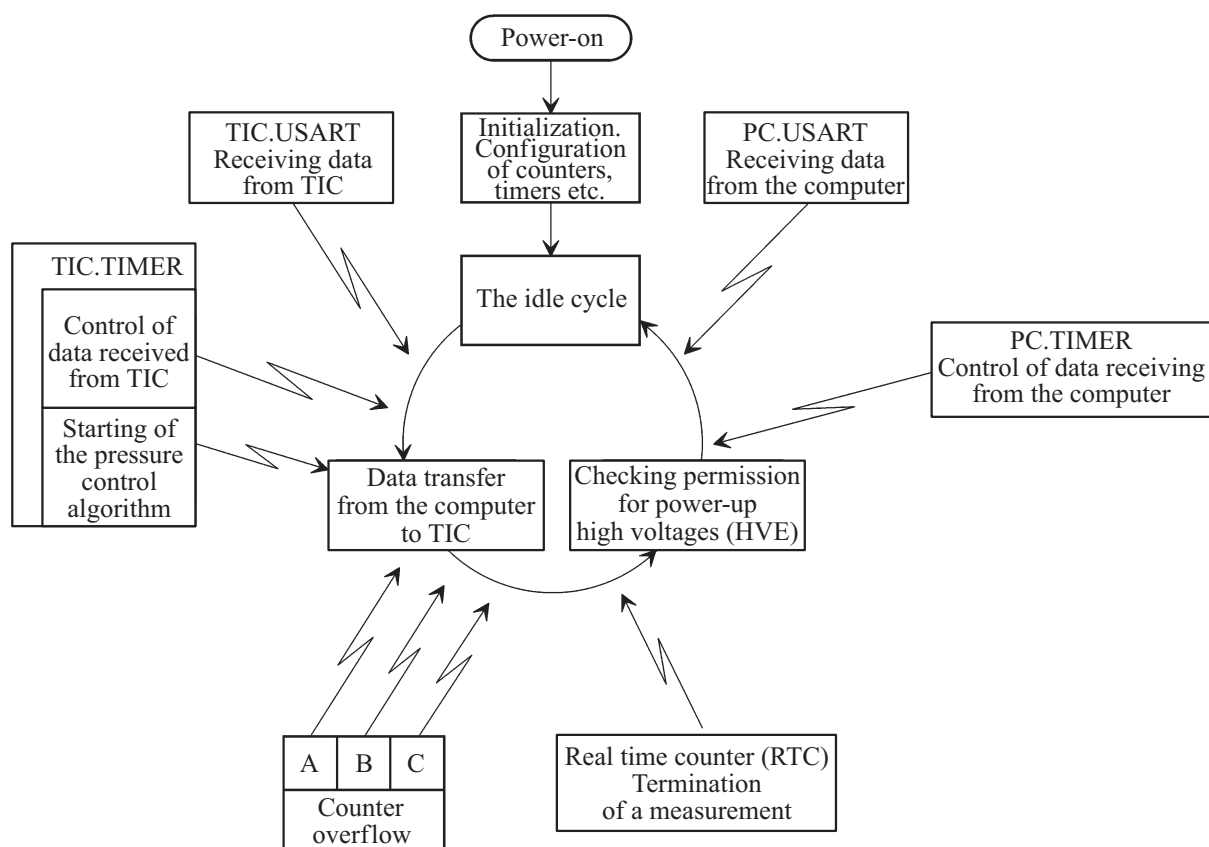 Power-on
TIC.USART
Receiving data
from TIC
Initialization.
Configuration
of counters,
timers etc.
PC.USART
Receiving data
from the computer
TIC.TIMER
Control of
data received
from TIC
Starting of
the pressure
control
algorithm
The idle cycle
PC.TIMER
Control of data receiving
from the computer
Data transfer
from the computer
to TIC
Checking permission
for power-up
high voltages (HVE)
A B C
Counter
overflow
Real time counter (RTC)
Termination
of a measurement